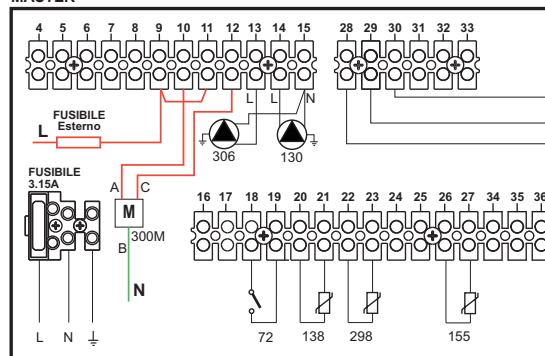 MASTER
4 5 6 7 8 9 10 11 12 13 14 15
28 29 30 31 32 33
L
FUSIBILE
Esterno
L L N
306 130
FUSIBILE
3.15A
A C
M
300M
B
N
16 17 18 19 20 21 22 23 24 25 26 27 34 35 36
L N
72 138 298 155